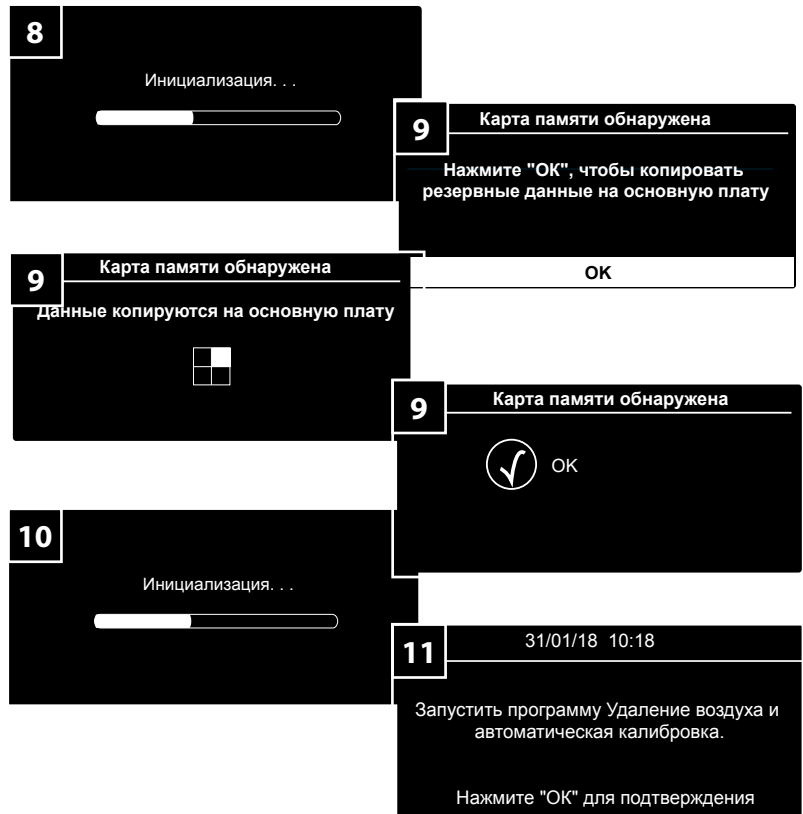 8
Инициализация. . .
9
Карта памяти обнаружена
Нажмите "ОК", чтобы копировать
резервные данные на основную плату
OK
9
Карта памяти обнаружена
Данные копируются на основную плату
9
Карта памяти обнаружена
OK
10
Инициализация. . .
11
31/01/18 10:18
Запустить программу Удаление воздуха и
автоматическая калибровка.
Нажмите "ОК" для подтверждения